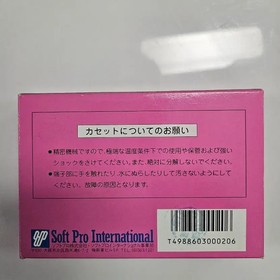 カセットについてのお願い
●精密機械ですので、極端な温度条件下での使用や保管および強い
ショックをさけてください。また、絶対に分解しないでください。
●端子部に手を触れたり、水にぬらしたりして汚さないようにして
ください。故障の原因となります。
Soft Pro International
T4988603000206